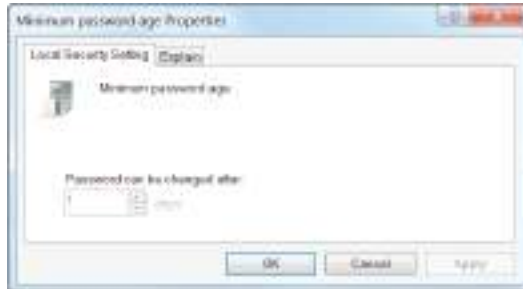 Minimum password age Properties
Local Security Setting Explain
Minimum password age
Password can be changed after:
1 days
OK Cancel Apply